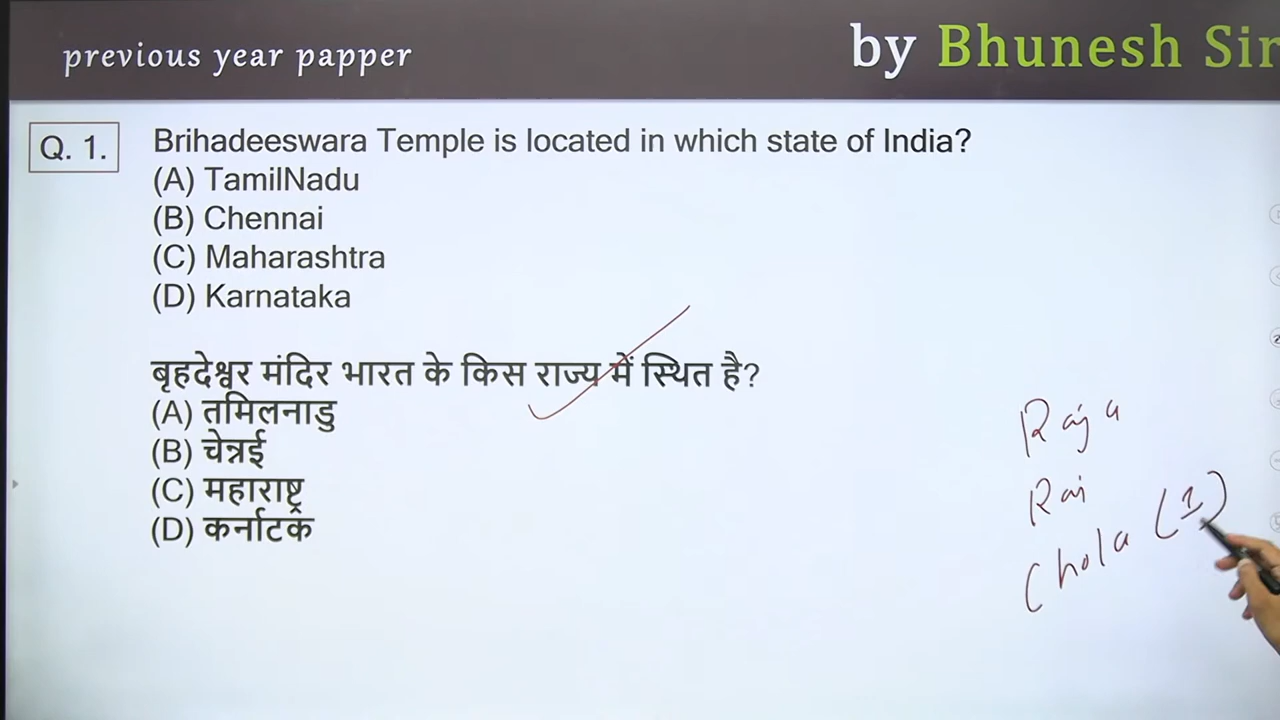 previous year papper
by Bhunesh Sir
Q. 1. Brihadeeswara Temple is located in which state of India?
(A) TamilNadu
(B) Chennai
(C) Maharashtra
(D) Karnataka
बृहदेश्वर मंदिर भारत के किस राज्य में स्थित है?
(A) तमिलनाडु
(B) चेन्नई
(C) महाराष्ट्र
(D) कर्नाटक
Raja
Raj
Chola (1)